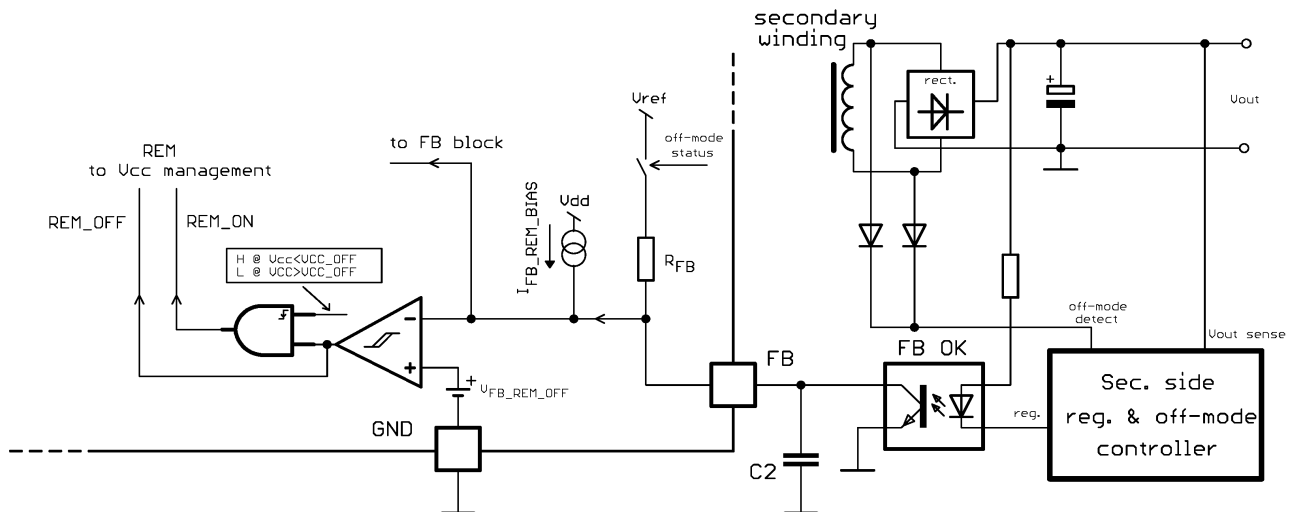 secondary
winding
rect.
+
Vout
Vref
off-mode
status
to FB block
REM
to Vcc management
REM_OFF
REM_ON
H @ Vcc<VCC_OFF
L @ VCC>VCC_OFF
IFB_REM_BIAS
Vdd
RFB
off-mode
detect
Vout sense
FB
FB OK
+
VFB_REM_OFF
GND
C2
reg.
Sec. side
reg. & off-mode
controller